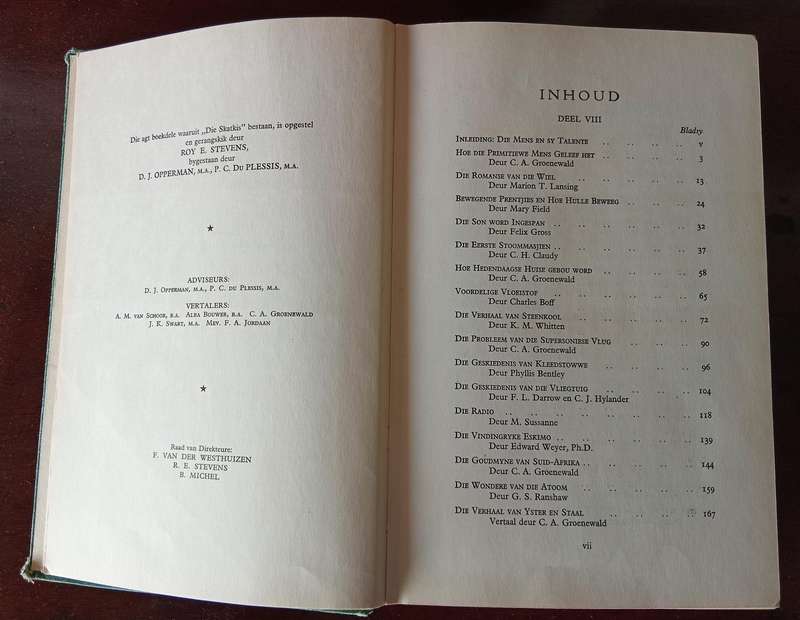 Die agt boekdele waaruit „Die Skatkis” bestaan, is opgestel
en gerangskik deur
ROY E. STEVENS,
bygestaan deur
D. J. OPPERMAN, M.A., P. C. DU PLESSIS, M.A.
★
ADVISEURS:
D. J. OPPERMAN, M.A., P. C. DU PLESSIS, M.A.
VERTALERS:
A. M. VAN SCHOOR, B.A. ALBA BOUWER, B.A. C. A. GROENEWALD
J. K. SWART, M.A. MEV. F. A. JORDAAN
★
Raad van Direkteure:
F. VAN DER WESTHUIZEN
R. E. STEVENS
B. MICHEL
INHOUD
DEEL VIII
Bladsy
INLEIDING: DIE MENS EN SY TALENTE .. .. .. .. v
HOE DIE PRIMITIEWE MENS GELEEF HET .. .. .. .. 3
Deur C. A. Groenewald
DIE ROMANSE VAN DIE WIEL .. .. .. .. .. 13
Deur Marion T. Lansing
BEWEGENDE PRENTJIES EN HOE HULLE BEWEEG .. .. .. 24
Deur Mary Field
DIE SON WORD INGESPAN .. .. .. .. .. .. 32
Deur Felix Gross
DIE EERSTE STOOMMASJIEN .. .. .. .. .. .. 37
Deur C. H. Claudy
HOE HEDENDAAGSE HUISE GEBOU WORD .. .. .. .. 58
Deur C. A. Groenewald
VOORDELIGE VLOEISTOF .. .. .. .. .. .. 65
Deur Charles Boff
DIE VERHAAL VAN STEENKOOL .. .. .. .. .. 72
Deur K. M. Whitten
DIE PROBLEEM VAN DIE SUPERSONIESE VLUG .. .. .. 90
Deur C. A. Groenewald
DIE GESKIEDENIS VAN KLEEDSTOWWE .. .. .. .. 96
Deur Phyllis Bentley
DIE GESKIEDENIS VAN DIE VLIEGTUIG .. .. .. .. 104
Deur F. L. Darrow en C. J. Hylander
DIE RADIO .. .. .. .. .. .. .. .. 118
Deur M. Sussanne
DIE VINDINGRYKE ESKIMO .. .. .. .. .. .. 139
Deur Edward Weyer, Ph.D.
DIE GOUDMYNE VAN SUID-AFRIKA .. .. .. .. .. 144
Deur C. A. Groenewald
DIE WONDERE VAN DIE ATOOM .. .. .. .. .. 159
Deur G. S. Ranshaw
DIE VERHAAL VAN YSTER EN STAAL .. .. .. .. 167
Vertaal deur C. A. Groenewald
vii